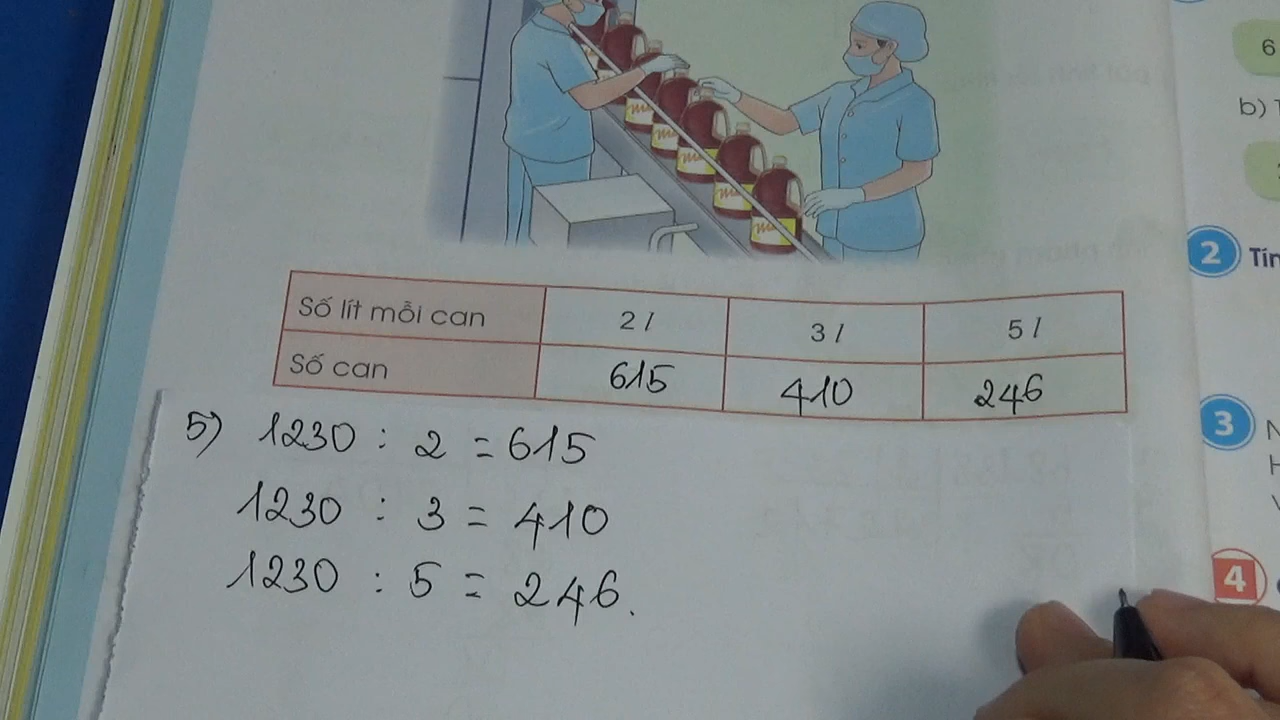 Số lít mỗi can 2 l 3 l 5 l
Số can 615 410 246
5) 1230 : 2 = 615
1230 : 3 = 410
1230 : 5 = 246.
6
b)
2
3
4